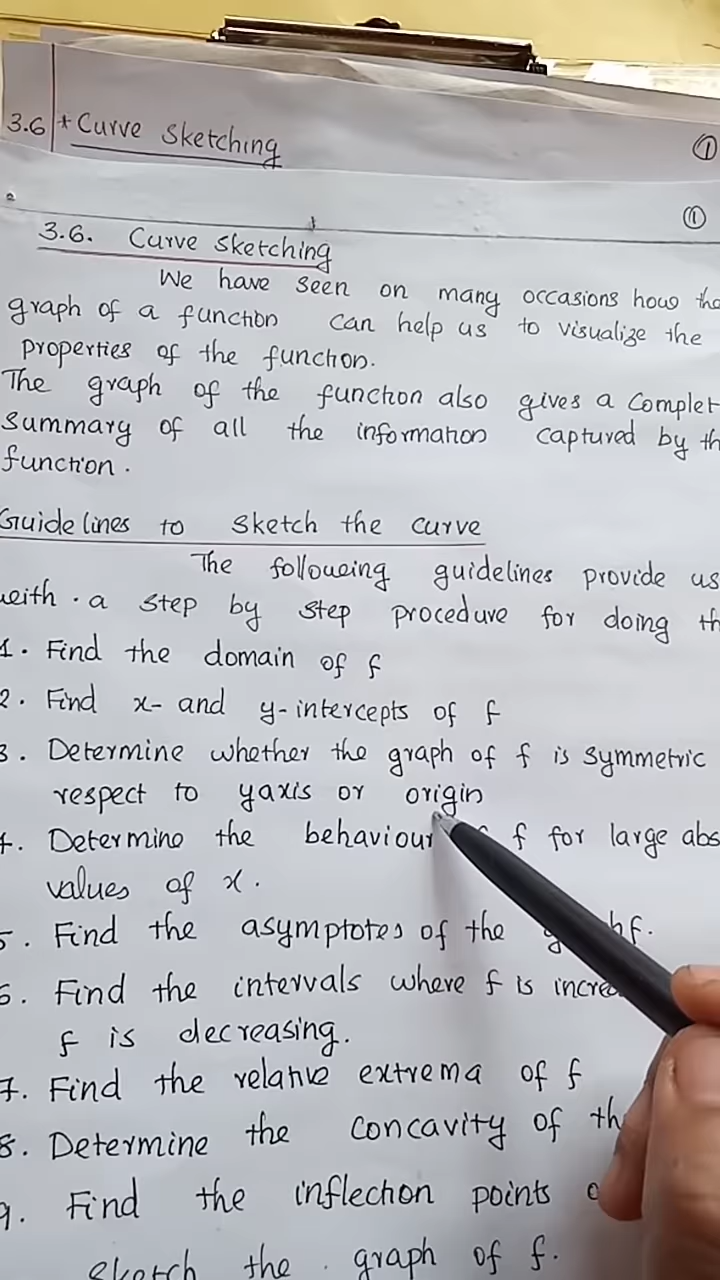 3.6 * Curve Sketching ①
①
3.6. Curve Sketching
We have seen on many occasions how
graph of a function can help us to visualize the
properties of the function.
The graph of the function also gives a Complet
Summary of all the information captured by th
function.
Guidelines to sketch the curve
The following guidelines provide us
with a step by step procedure for doing th
1. Find the domain of f
2. Find x- and y-intercepts of f
3. Determine whether the graph of f is symmetric
respect to yaxis or origin
4. Determine the behaviour f for large abs
values of x.
5. Find the asymptotes of the f.
6. Find the intervals where f is incre
f is decreasing.
7. Find the relative extrema of f
8. Determine the concavity of th
9. Find the inflection points
sketch the graph of f.